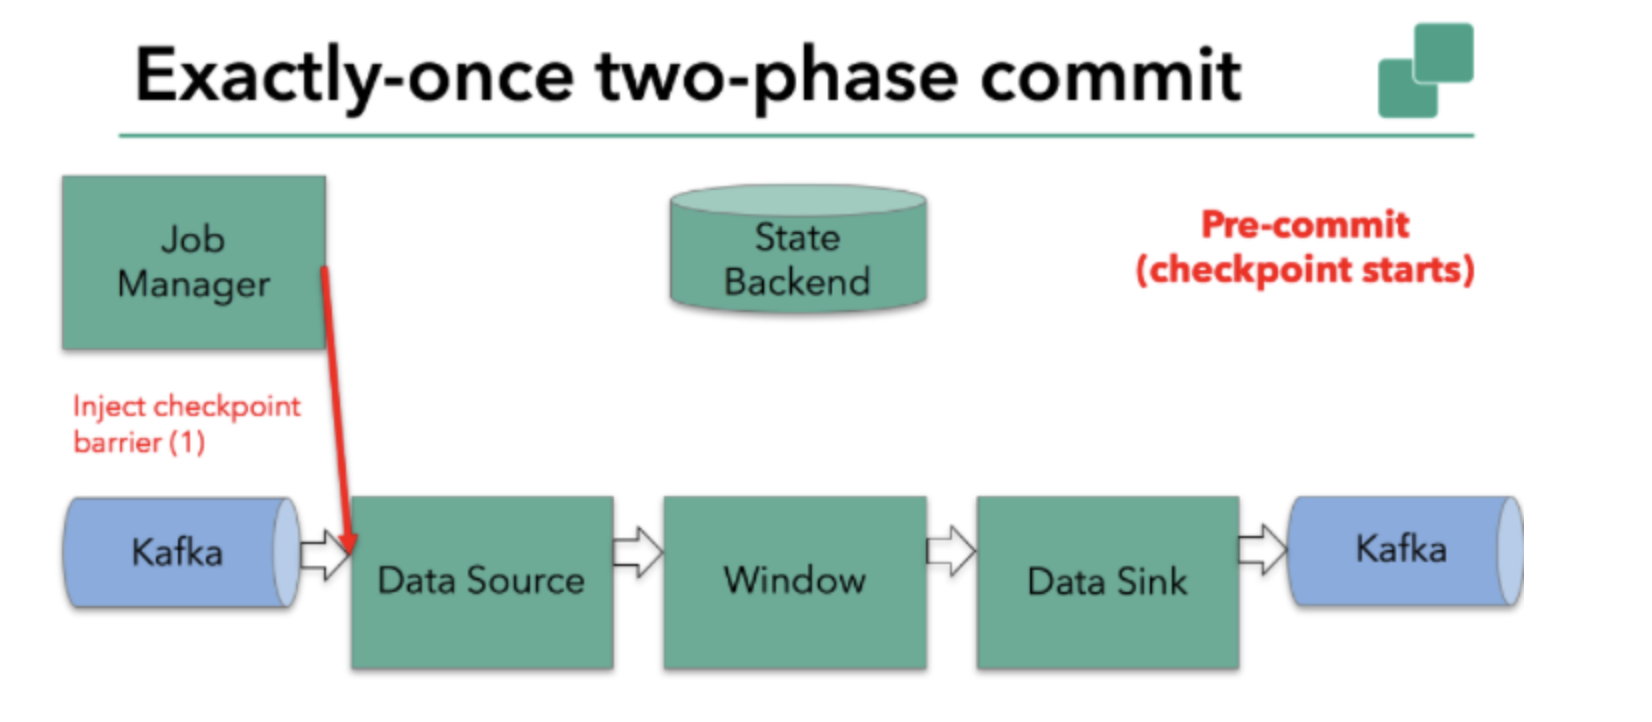 Exactly-once two-phase commit
Job
Manager
State
Backend
Pre-commit
(checkpoint starts)
Inject checkpoint
barrier (1)
Kafka
Data Source
Window
Data Sink
Kafka